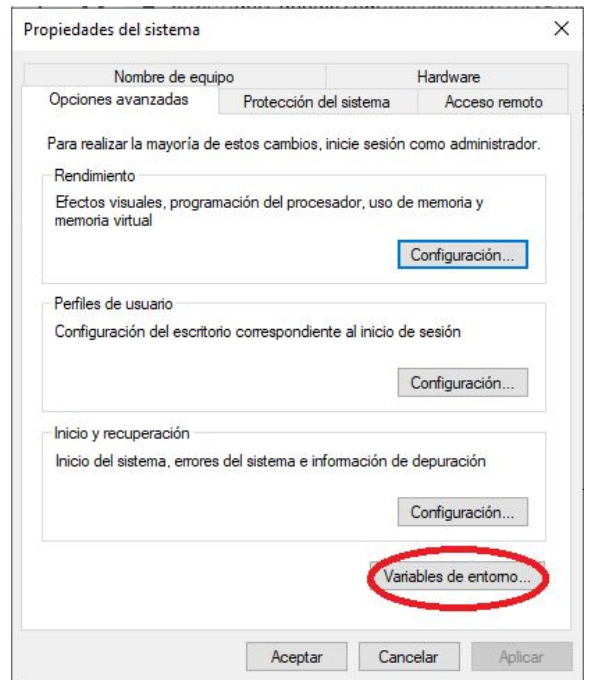 Propiedades del sistema
Nombre de equipo
Hardware
Opciones avanzadas
Protección del sistema
Acceso remoto
Para realizar la mayoría de estos cambios, inicie sesión como administrador.
Rendimiento
Efectos visuales, programación del procesador, uso de memoria y
memoria virtual
Configuración...
Perfiles de usuario
Configuración del escritorio correspondiente al inicio de sesión
Configuración...
Inicio y recuperación
Inicio del sistema, errores del sistema e información de depuración
Configuración...
Variables de entorno...
Aceptar
Cancelar
Aplicar